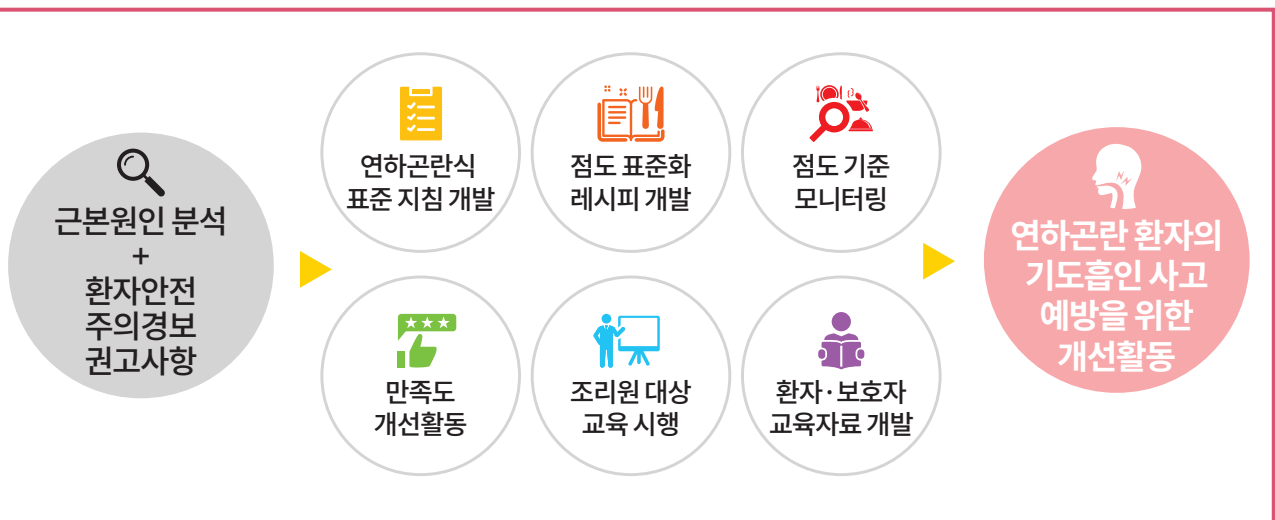 근본원인 분석
+
환자안전
주의경보
권고사항
연하곤란식
표준 지침 개발
점도 표준화
레시피 개발
점도 기준
모니터링
만족도
개선활동
조리원 대상
교육 시행
환자·보호자
교육자료 개발
연하곤란 환자의
기도흡인 사고
예방을 위한
개선활동